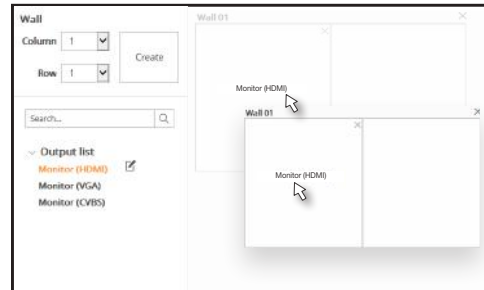 Wall
Column 1
Create
Row 1
Search...
Output list
Monitor (HDMI)
Monitor (VGA)
Monitor (CVBS)
Wall 01
Monitor (HDMI)
Wall 01
Monitor (HDMI)